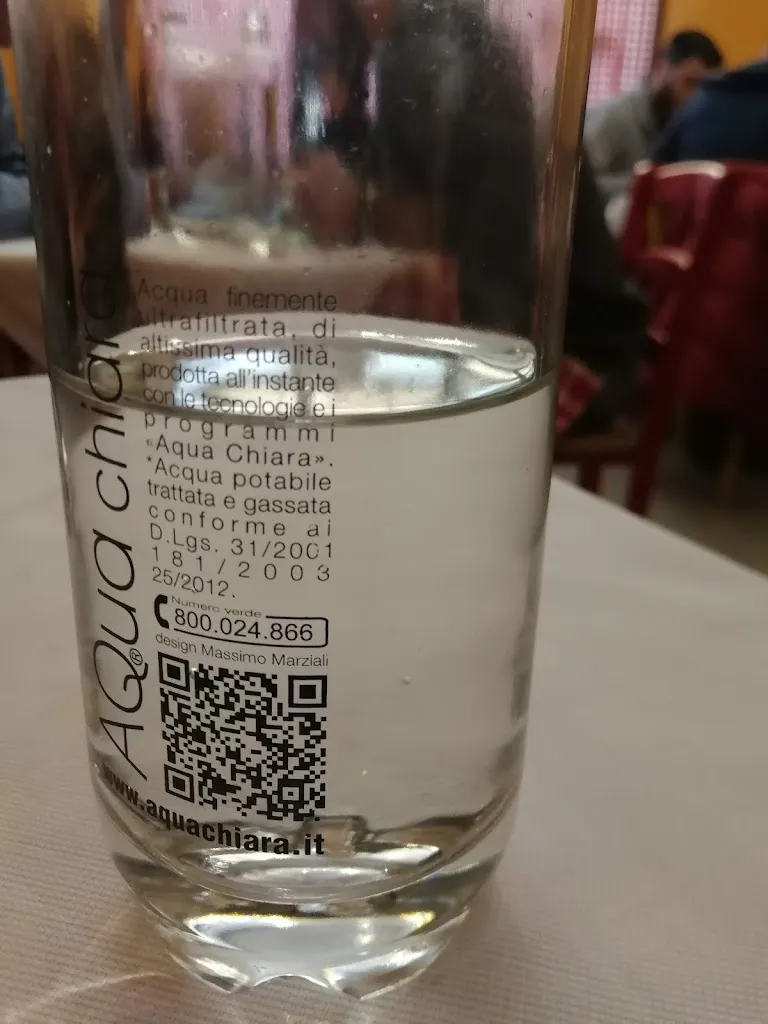 AQua chiara
®
Acqua finemente
ultrafiltrata, di
altissima qualità,
prodotta all'instante
con le tecnologie e i
programmi
«Aqua Chiara».
*Acqua potabile
trattata e gassata
conforme ai
D.Lgs. 31/2001
181/2003
25/2012.
Numero verde
800.024.866
design Massimo Marziali
www.aquachiara.it